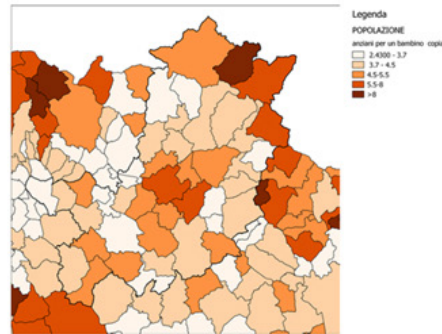 Legenda
POPOLAZIONE
anziani per un bambino copia
2.4300 - 3.7
3.7 - 4.5
4.5-5.5
5.5-8
>8